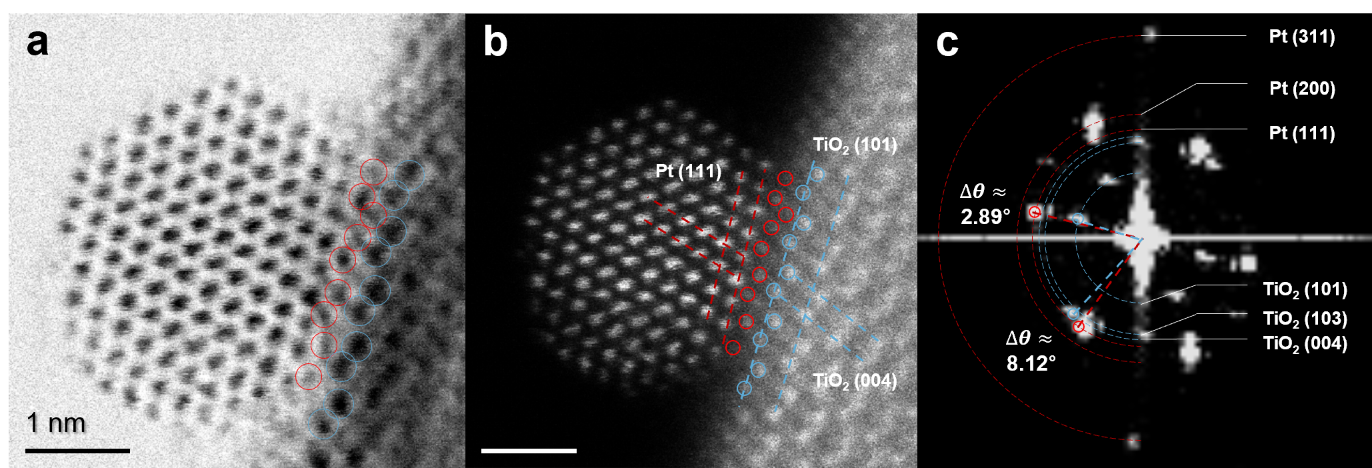 a
1 nm
b
Pt (111)
TiO₂ (101)
TiO₂ (004)
c
Pt (311)
Pt (200)
Pt (111)
Δθ ≈
2.89°
TiO₂ (101)
TiO₂ (103)
TiO₂ (004)
Δθ ≈
8.12°